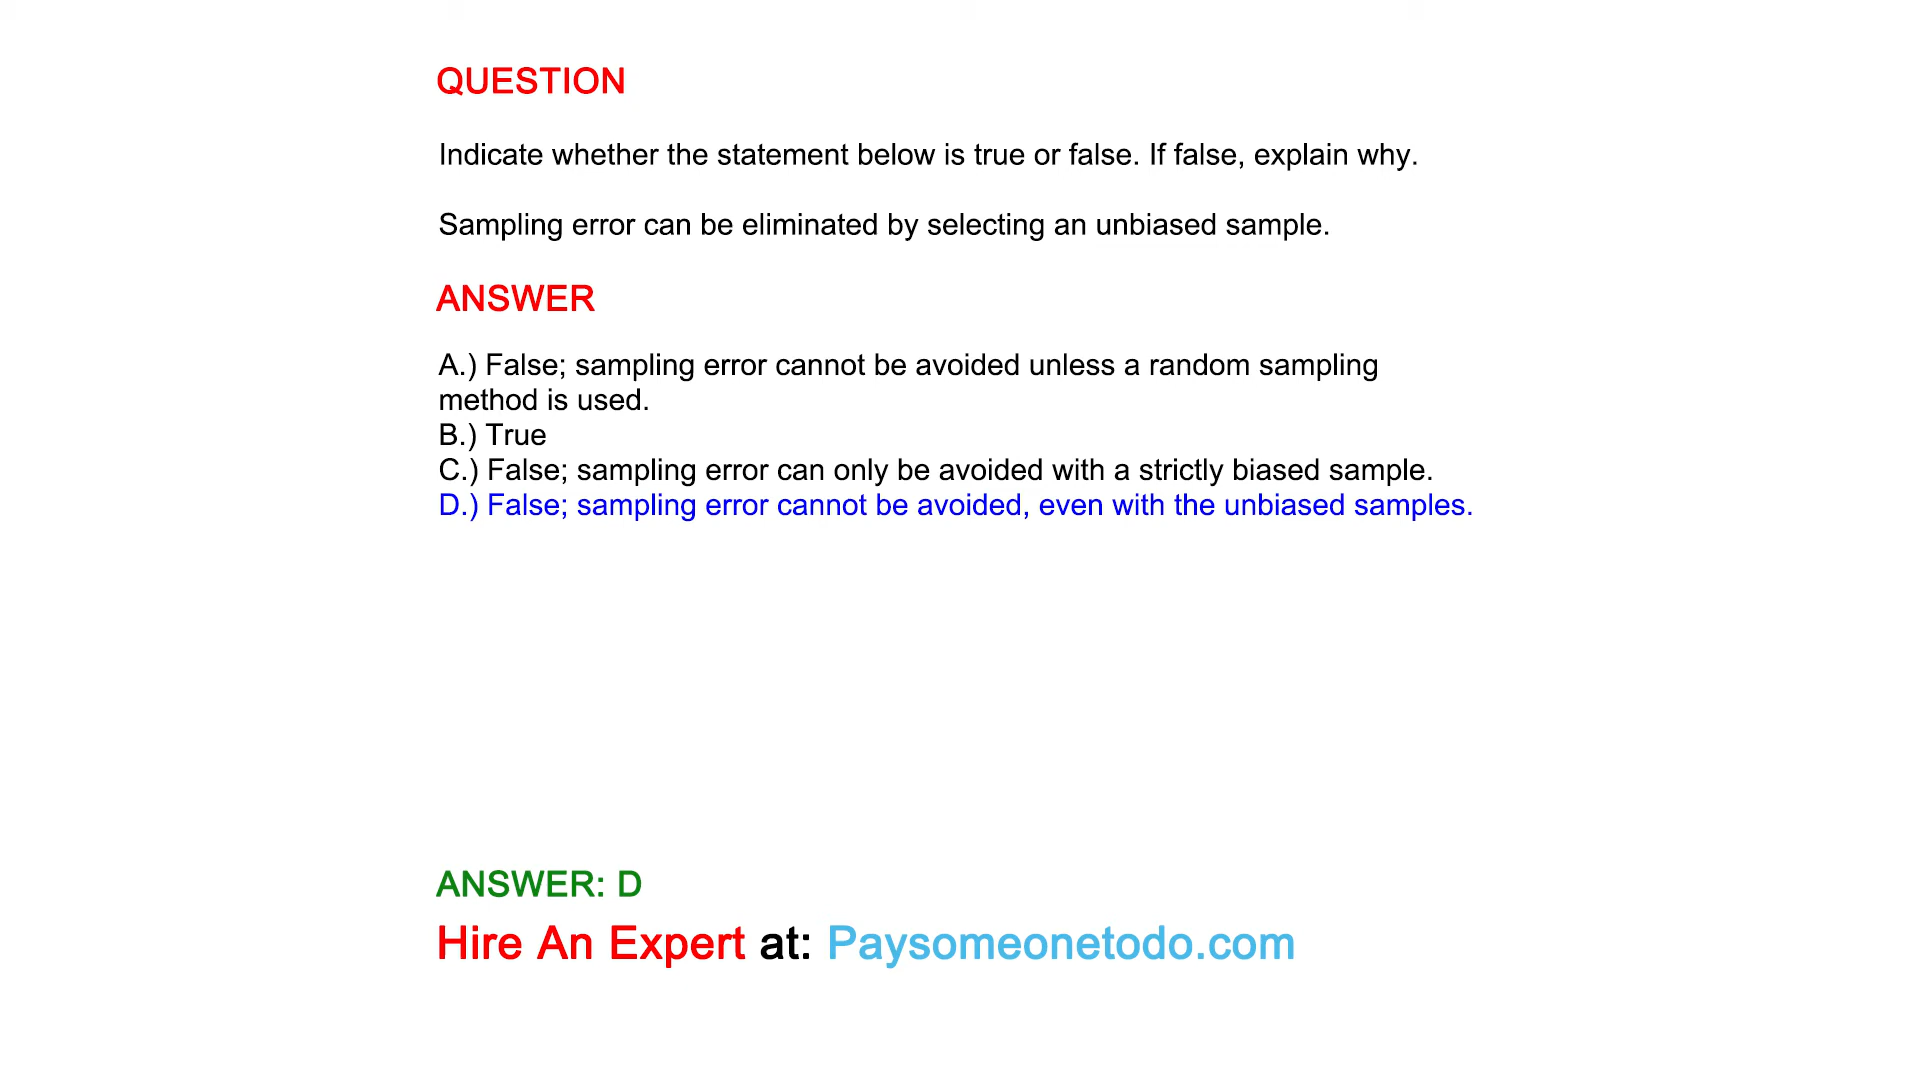 QUESTION
Indicate whether the statement below is true or false. If false, explain why.
Sampling error can be eliminated by selecting an unbiased sample.
ANSWER
A.) False; sampling error cannot be avoided unless a random sampling
method is used.
B.) True
C.) False; sampling error can only be avoided with a strictly biased sample.
D.) False; sampling error cannot be avoided, even with the unbiased samples.
ANSWER: D
Hire An Expert at: Paysomeonetodo.com